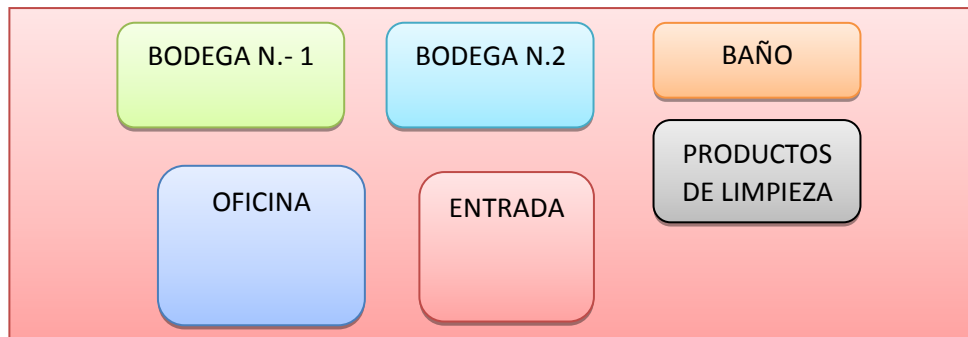 BODEGA N.- 1
BODEGA N.2
BAÑO
PRODUCTOS
DE LIMPIEZA
OFICINA
ENTRADA